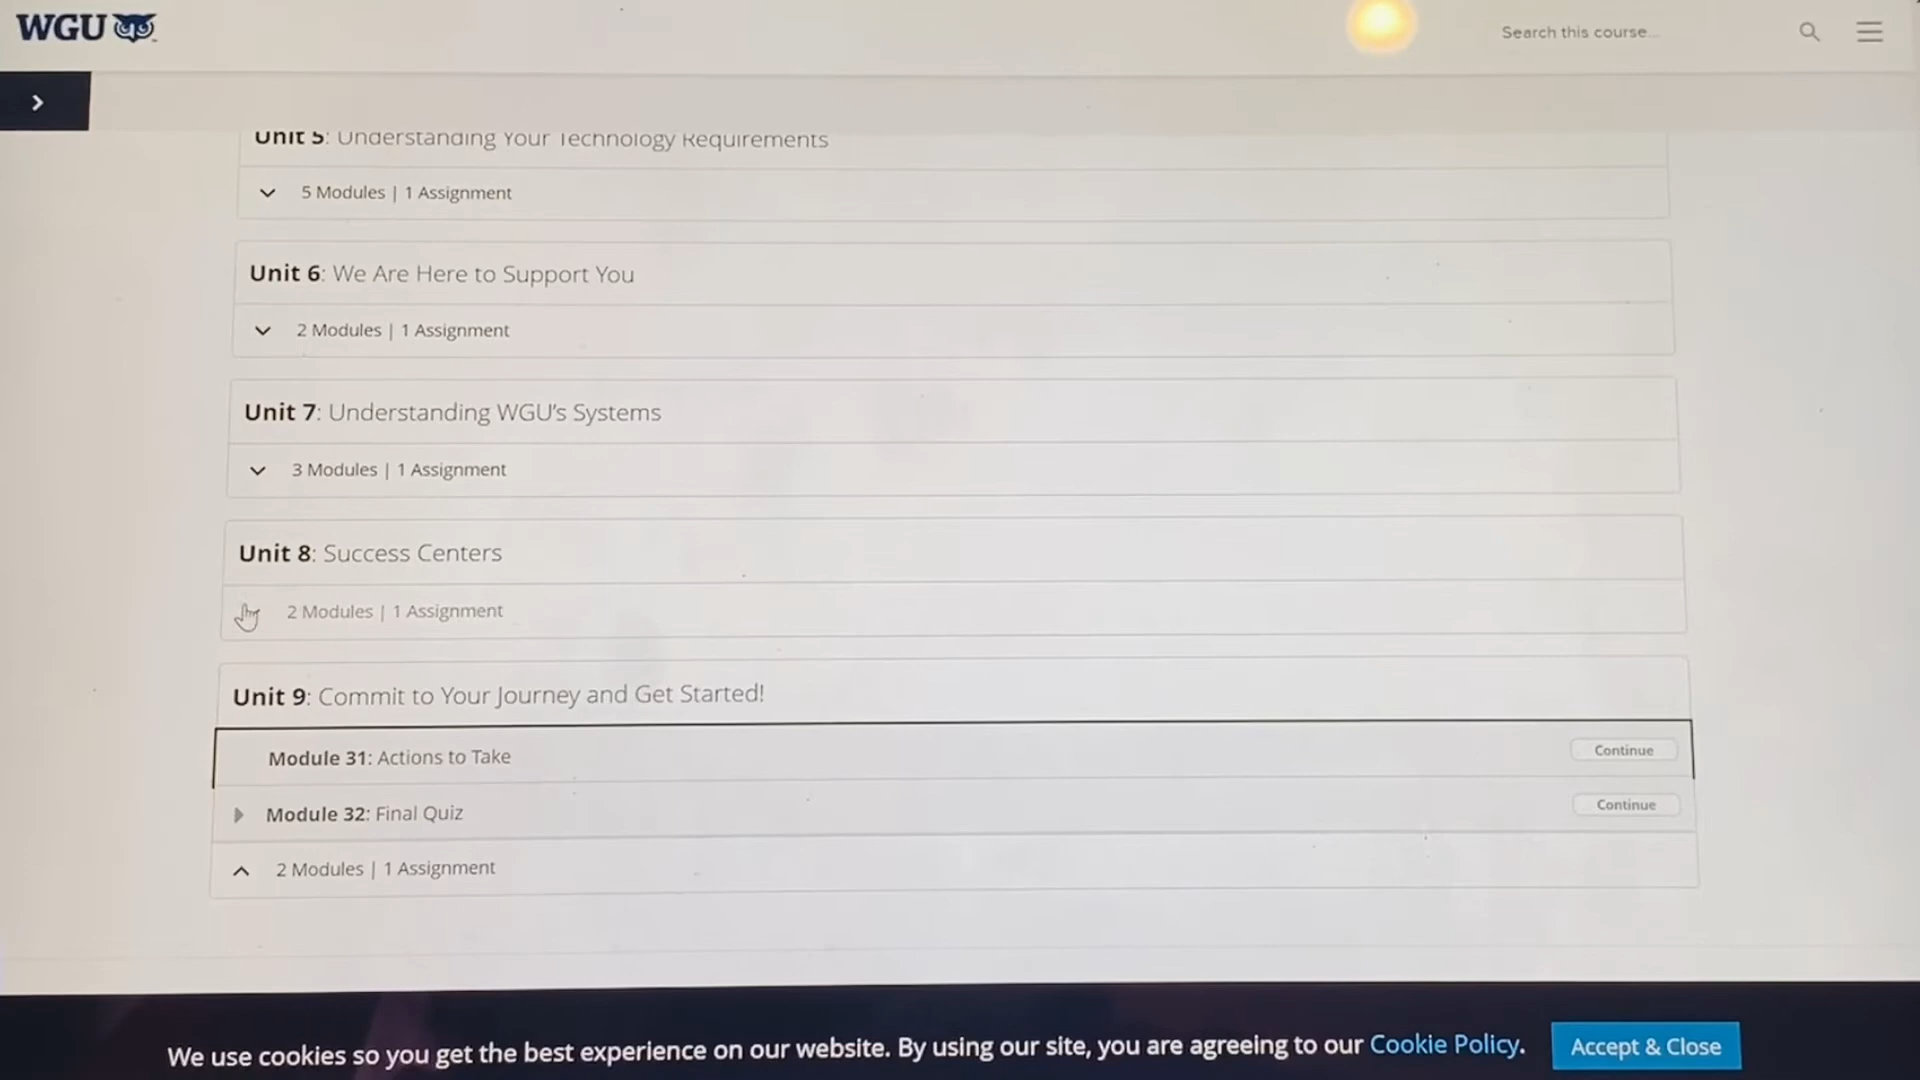 WGU
Search this course...
Unit 5: Understanding Your Technology Requirements
5 Modules | 1 Assignment
Unit 6: We Are Here to Support You
2 Modules | 1 Assignment
Unit 7: Understanding WGU's Systems
3 Modules | 1 Assignment
Unit 8: Success Centers
2 Modules | 1 Assignment
Unit 9: Commit to Your Journey and Get Started!
Module 31: Actions to Take
Continue
Module 32: Final Quiz
Continue
2 Modules | 1 Assignment
We use cookies so you get the best experience on our website. By using our site, you are agreeing to our Cookie Policy.
Accept & Close